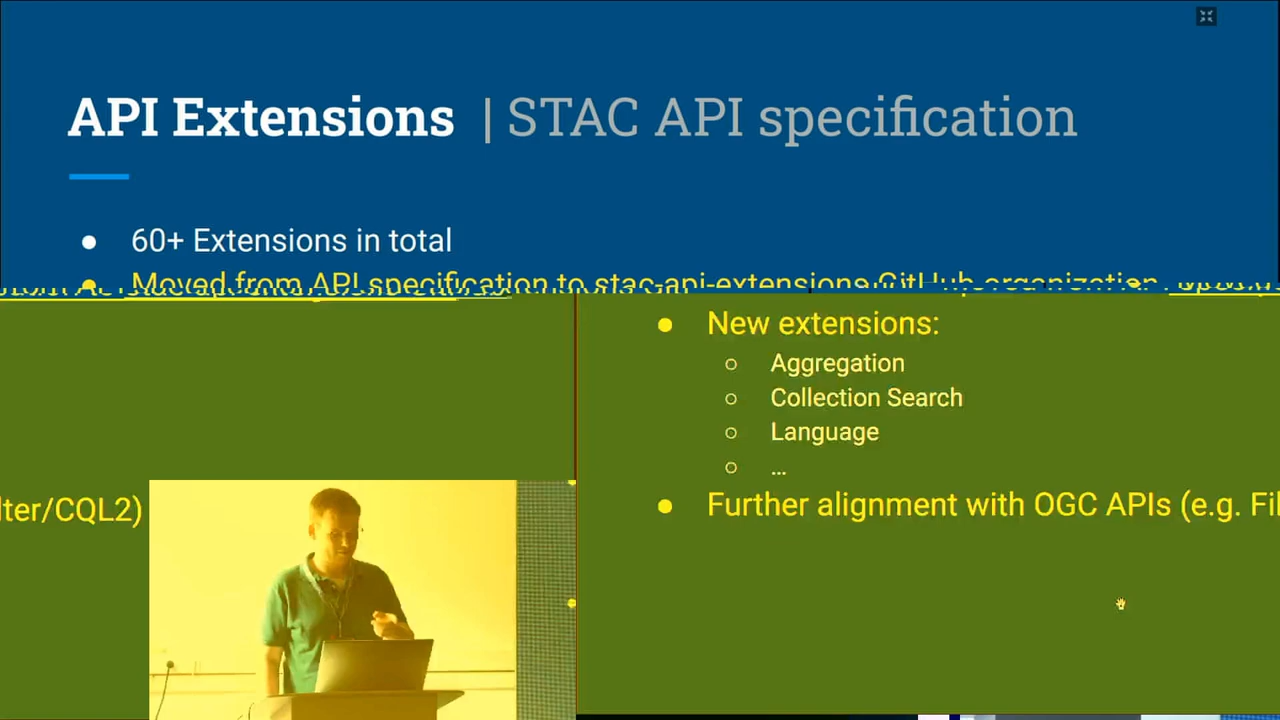 API Extensions | STAC API specification
60+ Extensions in total
Moved from API specification to stac-api-extensions GitHub organization
New extensions:
Aggregation
Collection Search
Language
...
Further alignment with OGC APIs (e.g. Fil
lter/CQL2)